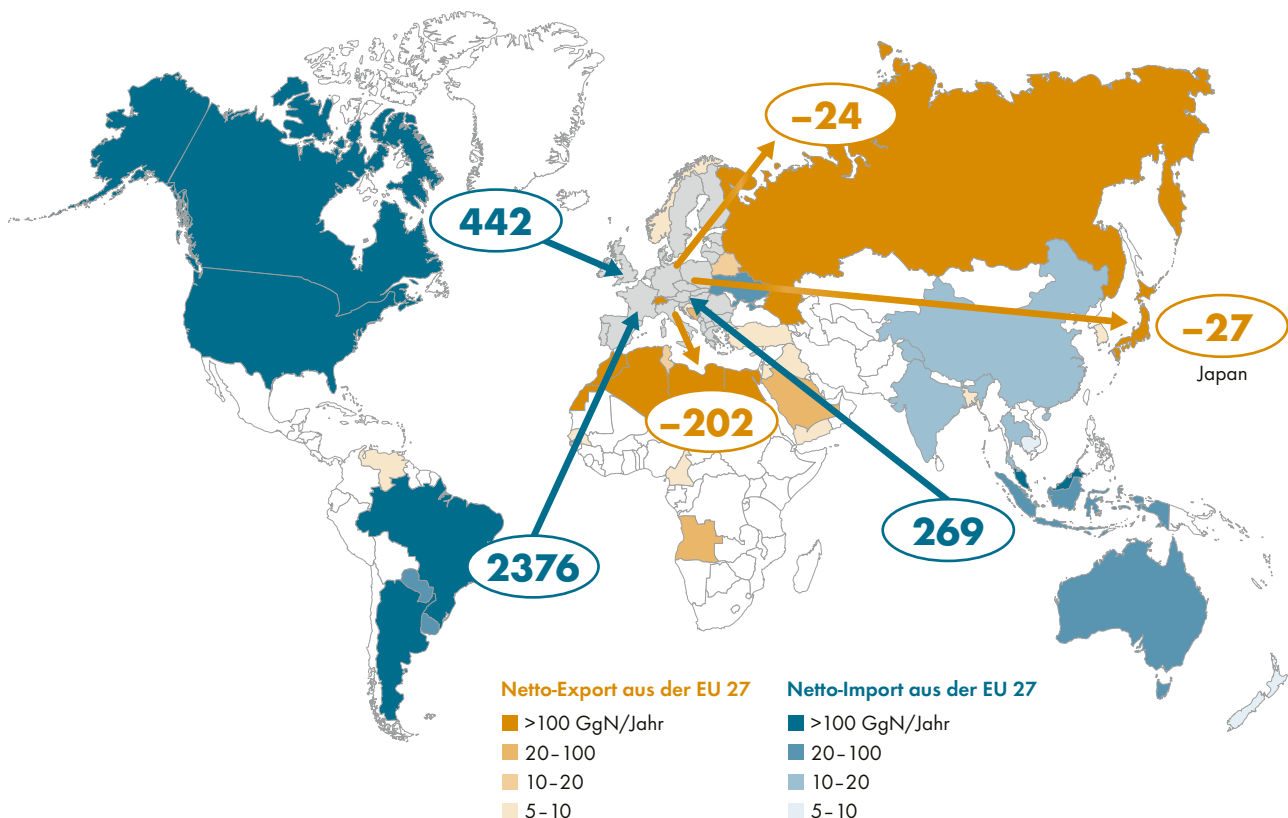 –24
442
–27
Japan
–202
269
2376
Netto-Export aus der EU 27
>100 GgN/Jahr
20–100
10–20
5–10
Netto-Import aus der EU 27
>100 GgN/Jahr
20–100
10–20
5–10